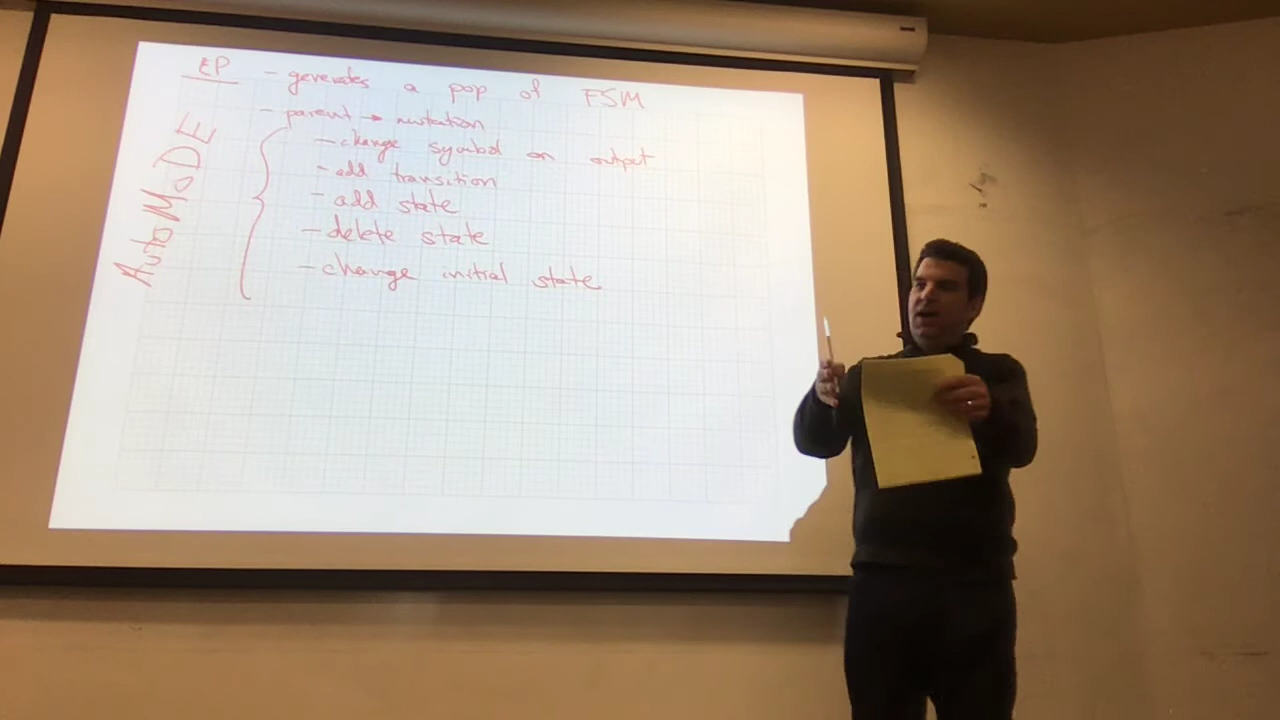 EP - generates a pop of FSM
- parent → mutation
- change symbol on output
- add transition
- add state
- delete state
- change initial state
AutoMoDE